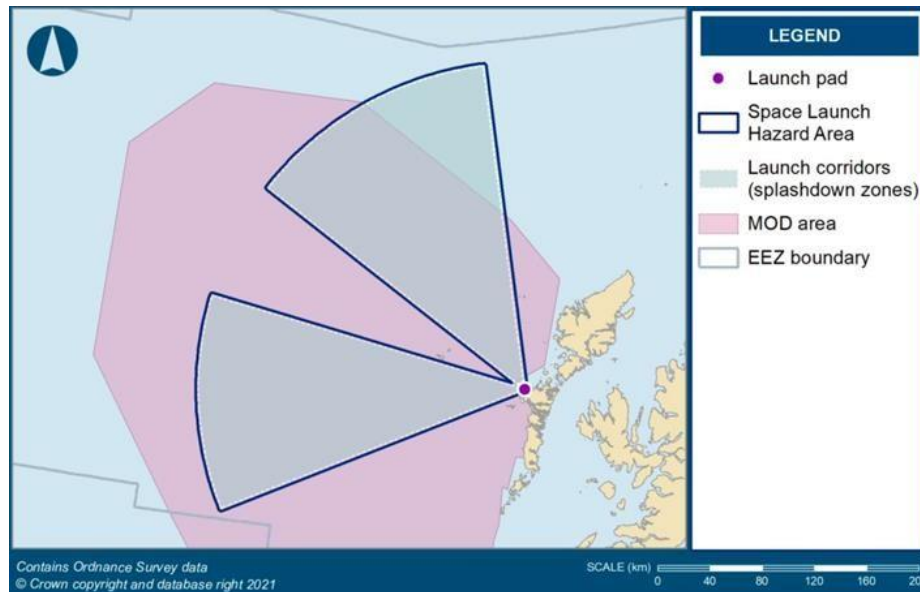 LEGEND
Launch pad
Space Launch
Hazard Area
Launch corridors
(splashdown zones)
MOD area
EEZ boundary
Contains Ordnance Survey data
© Crown copyright and database right 2021
SCALE (km)
0 40 80 120 160